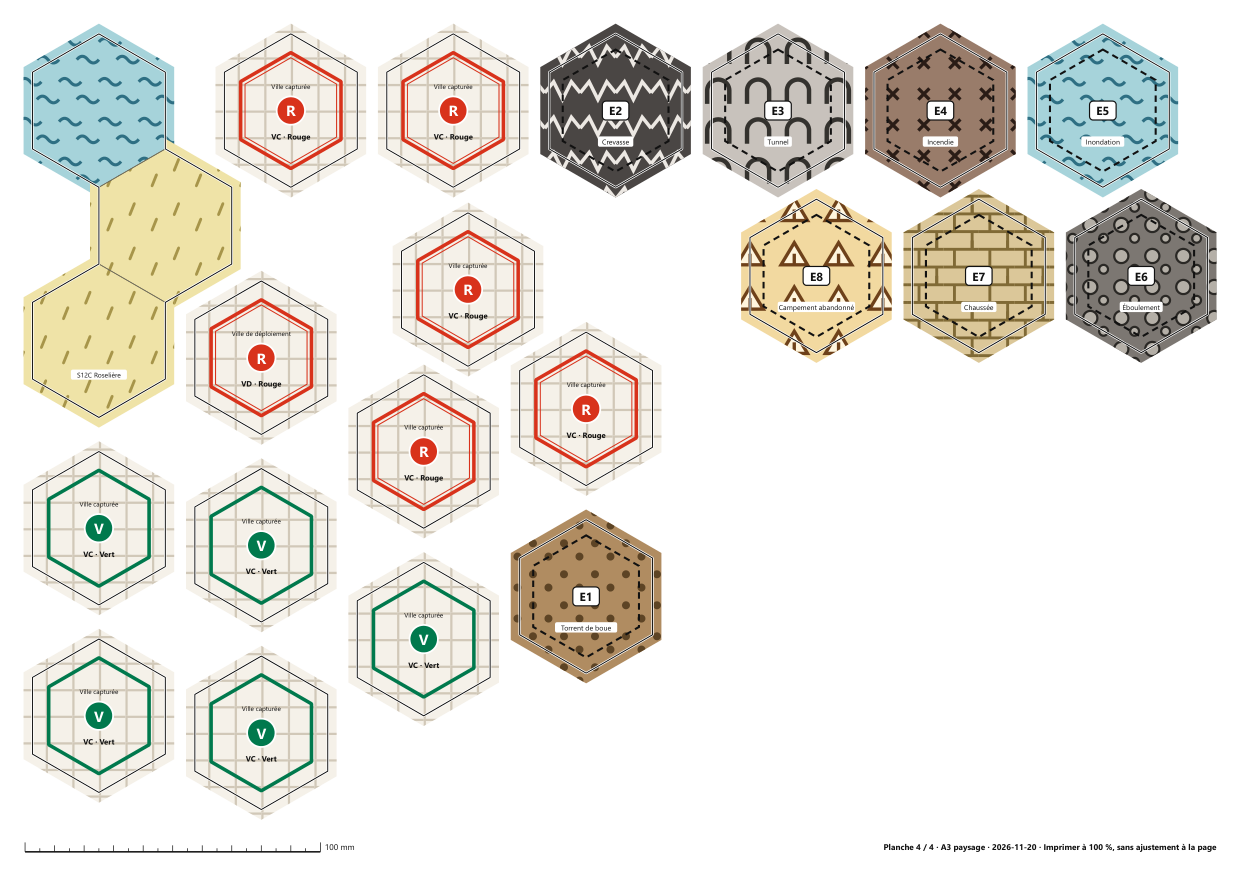 Ville capturée
R
VC · Rouge
Ville capturée
R
VC · Rouge
E2
Crevasse
E3
Tunnel
E4
Incendie
E5
Inondation
S12C Roselière
Ville de déploiement
R
VD · Rouge
Ville capturée
R
VC · Rouge
Ville capturée
R
VC · Rouge
Ville capturée
R
VC · Rouge
E8
Campement abandonné
E7
Chaussée
E6
Éboulement
Ville capturée
V
VC · Vert
Ville capturée
V
VC · Vert
Ville capturée
V
VC · Vert
E1
Torrent de boue
Ville capturée
V
VC · Vert
Ville capturée
V
VC · Vert
100 mm
Planche 4 / 4 · A3 paysage · 2026-11-20 · Imprimer à 100 %, sans ajustement à la page